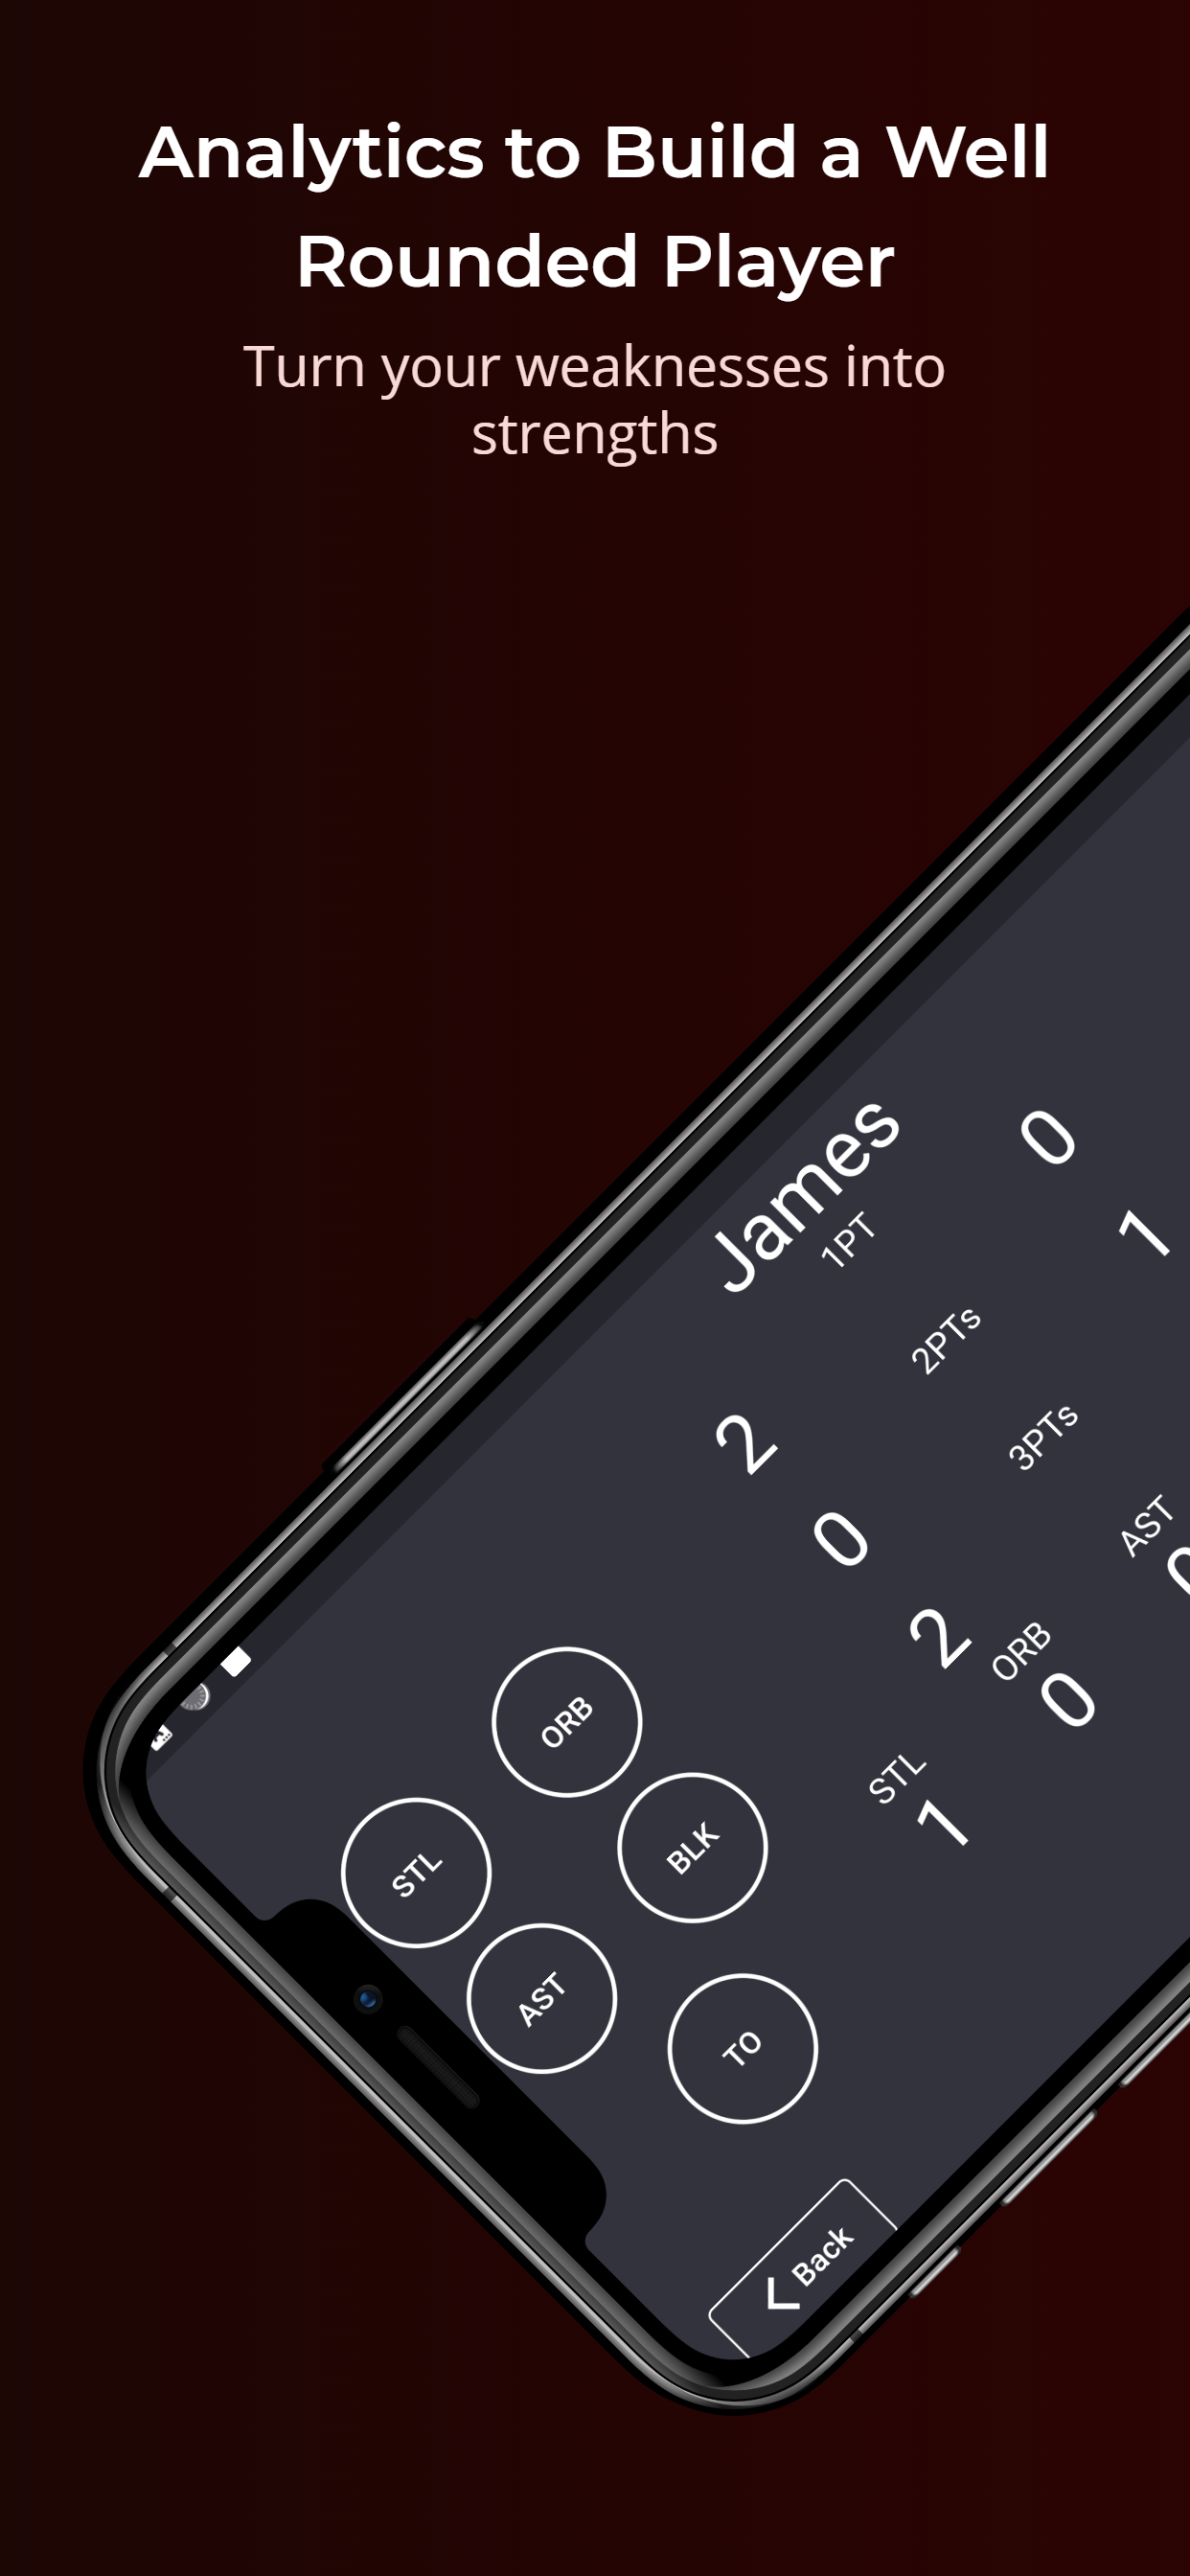 Analytics to Build a Well
Rounded Player
Turn your weaknesses into
strengths
James
1PT
2 0
2PTs
0 1
3PTs
2
AST
ORB
0
STL
1
ORB
STL
BLK
AST
TO
Back